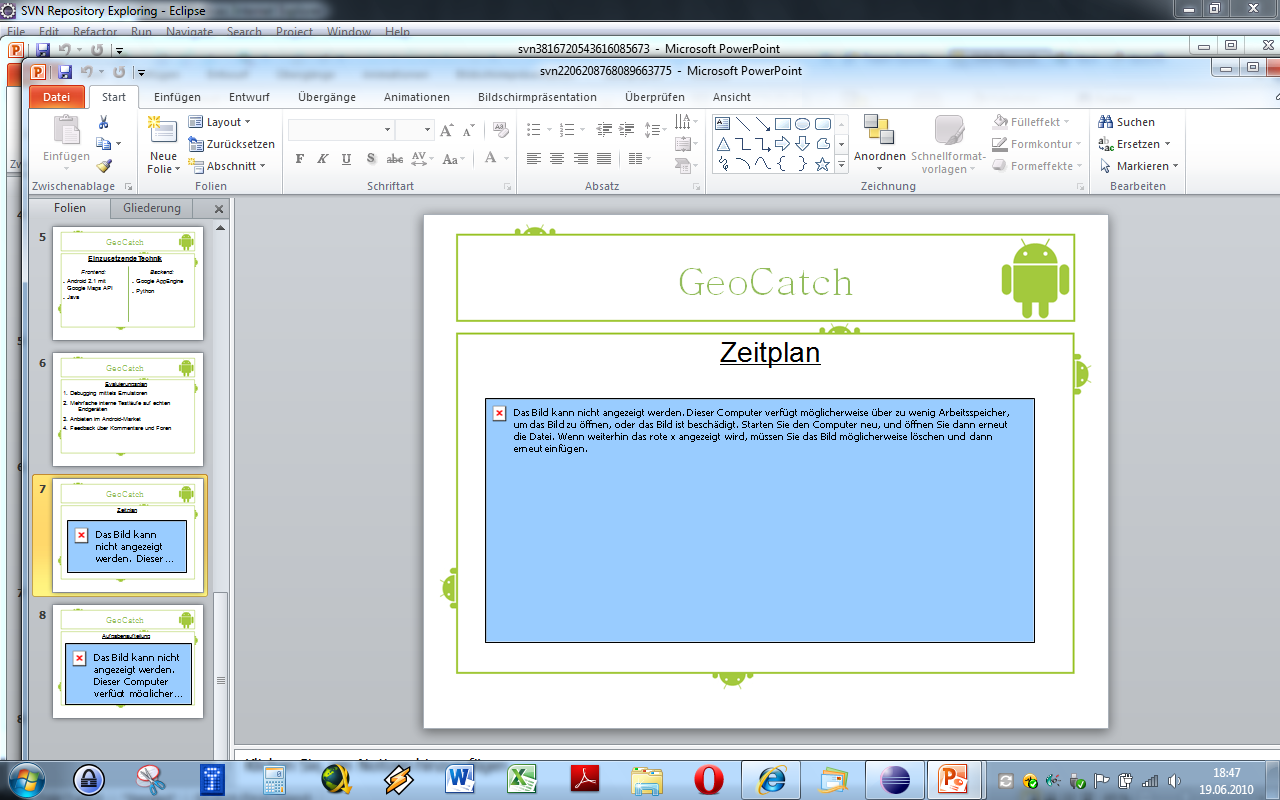 SVN Repository Exploring - Eclipse
File Edit Refactor Run Navigate Search Project Window Help
svn3816720543616085673 - Microsoft PowerPoint
svn2206208768089663775 - Microsoft PowerPoint
Datei Start Einfügen Entwurf Übergänge Animationen Bildschirmpräsentation Überprüfen Ansicht
Einfügen
Neue Folie
Layout
Zurücksetzen
Abschnitt
F K U S abc AV Aa A
Anordnen
Schnellformat-
vorlagen
Fülleffekt
Formkontur
Formeffekte
Suchen
Ersetzen
Markieren
Zwischenablage Folien Schriftart Absatz Zeichnung Bearbeiten
Folien Gliederung
5
GeoCatch
Einzusetzende Technik
Frontend:
Android 2.1 mit
Google Maps API
Java
Backend:
Google AppEngine
Python
6
GeoCatch
Evaluierungsplan
1. Debugging mittels Emulatoren
2. Mehrfache interne Testläufe auf echten
Endgeräten
3. Anbieten im Android-Market
4. Feedback über Kommentare und Foren
7
GeoCatch
Zeitplan
Das Bild kann
nicht angezeigt
werden. Dieser ...
8
GeoCatch
Aufgabenaufteilung
Das Bild kann nicht
angezeigt werden.
Dieser Computer
verfügt möglicher...
GeoCatch
Zeitplan
Das Bild kann nicht angezeigt werden. Dieser Computer verfügt möglicherweise über zu wenig Arbeitsspeicher,
um das Bild zu öffnen, oder das Bild ist beschädigt. Starten Sie den Computer neu, und öffnen Sie dann erneut
die Datei. Wenn weiterhin das rote x angezeigt wird, müssen Sie das Bild möglicherweise löschen und dann
erneut einfügen.
18:47
19.06.2010